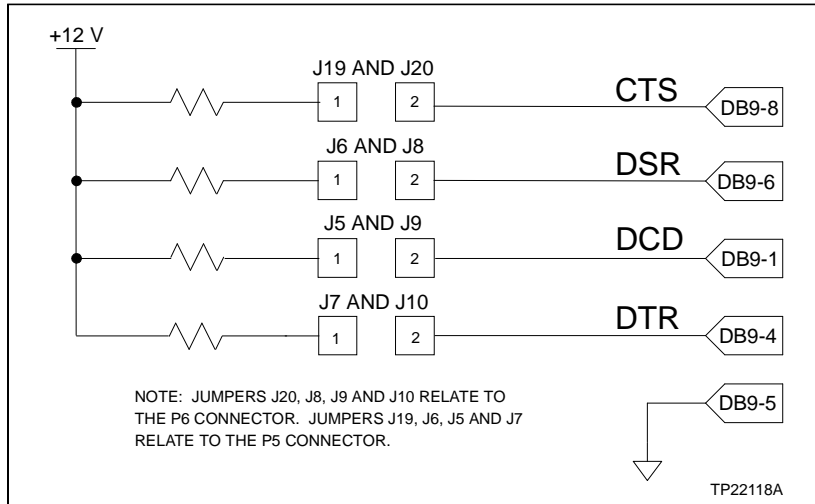 +12 V
J19 AND J20
1 2 CTS DB9-8
J6 AND J8
1 2 DSR DB9-6
J5 AND J9
1 2 DCD DB9-1
J7 AND J10
1 2 DTR DB9-4
NOTE: JUMPERS J20, J8, J9 AND J10 RELATE TO
THE P6 CONNECTOR. JUMPERS J19, J6, J5 AND J7
RELATE TO THE P5 CONNECTOR.
DB9-5
TP22118A